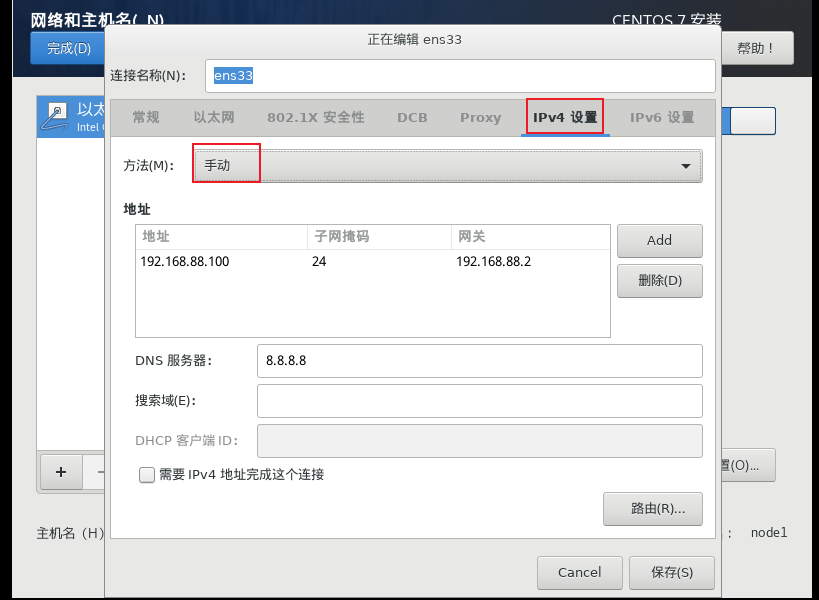 网络和主机名(_N)
CENTOS 7 安装
完成(D)
正在编辑 ens33
帮助！
连接名称(N)： ens33
以太
Intel
常规 以太网 802.1X 安全性 DCB Proxy IPv4 设置 IPv6 设置
方法(M)： 手动
地址
地址 子网掩码 网关
192.168.88.100 24 192.168.88.2
Add
删除(D)
DNS 服务器： 8.8.8.8
搜索域(E)：
DHCP 客户端 ID：
需要 IPv4 地址完成这个连接
置(O)...
路由(R)...
主机名（H）
： node1
Cancel 保存(S)